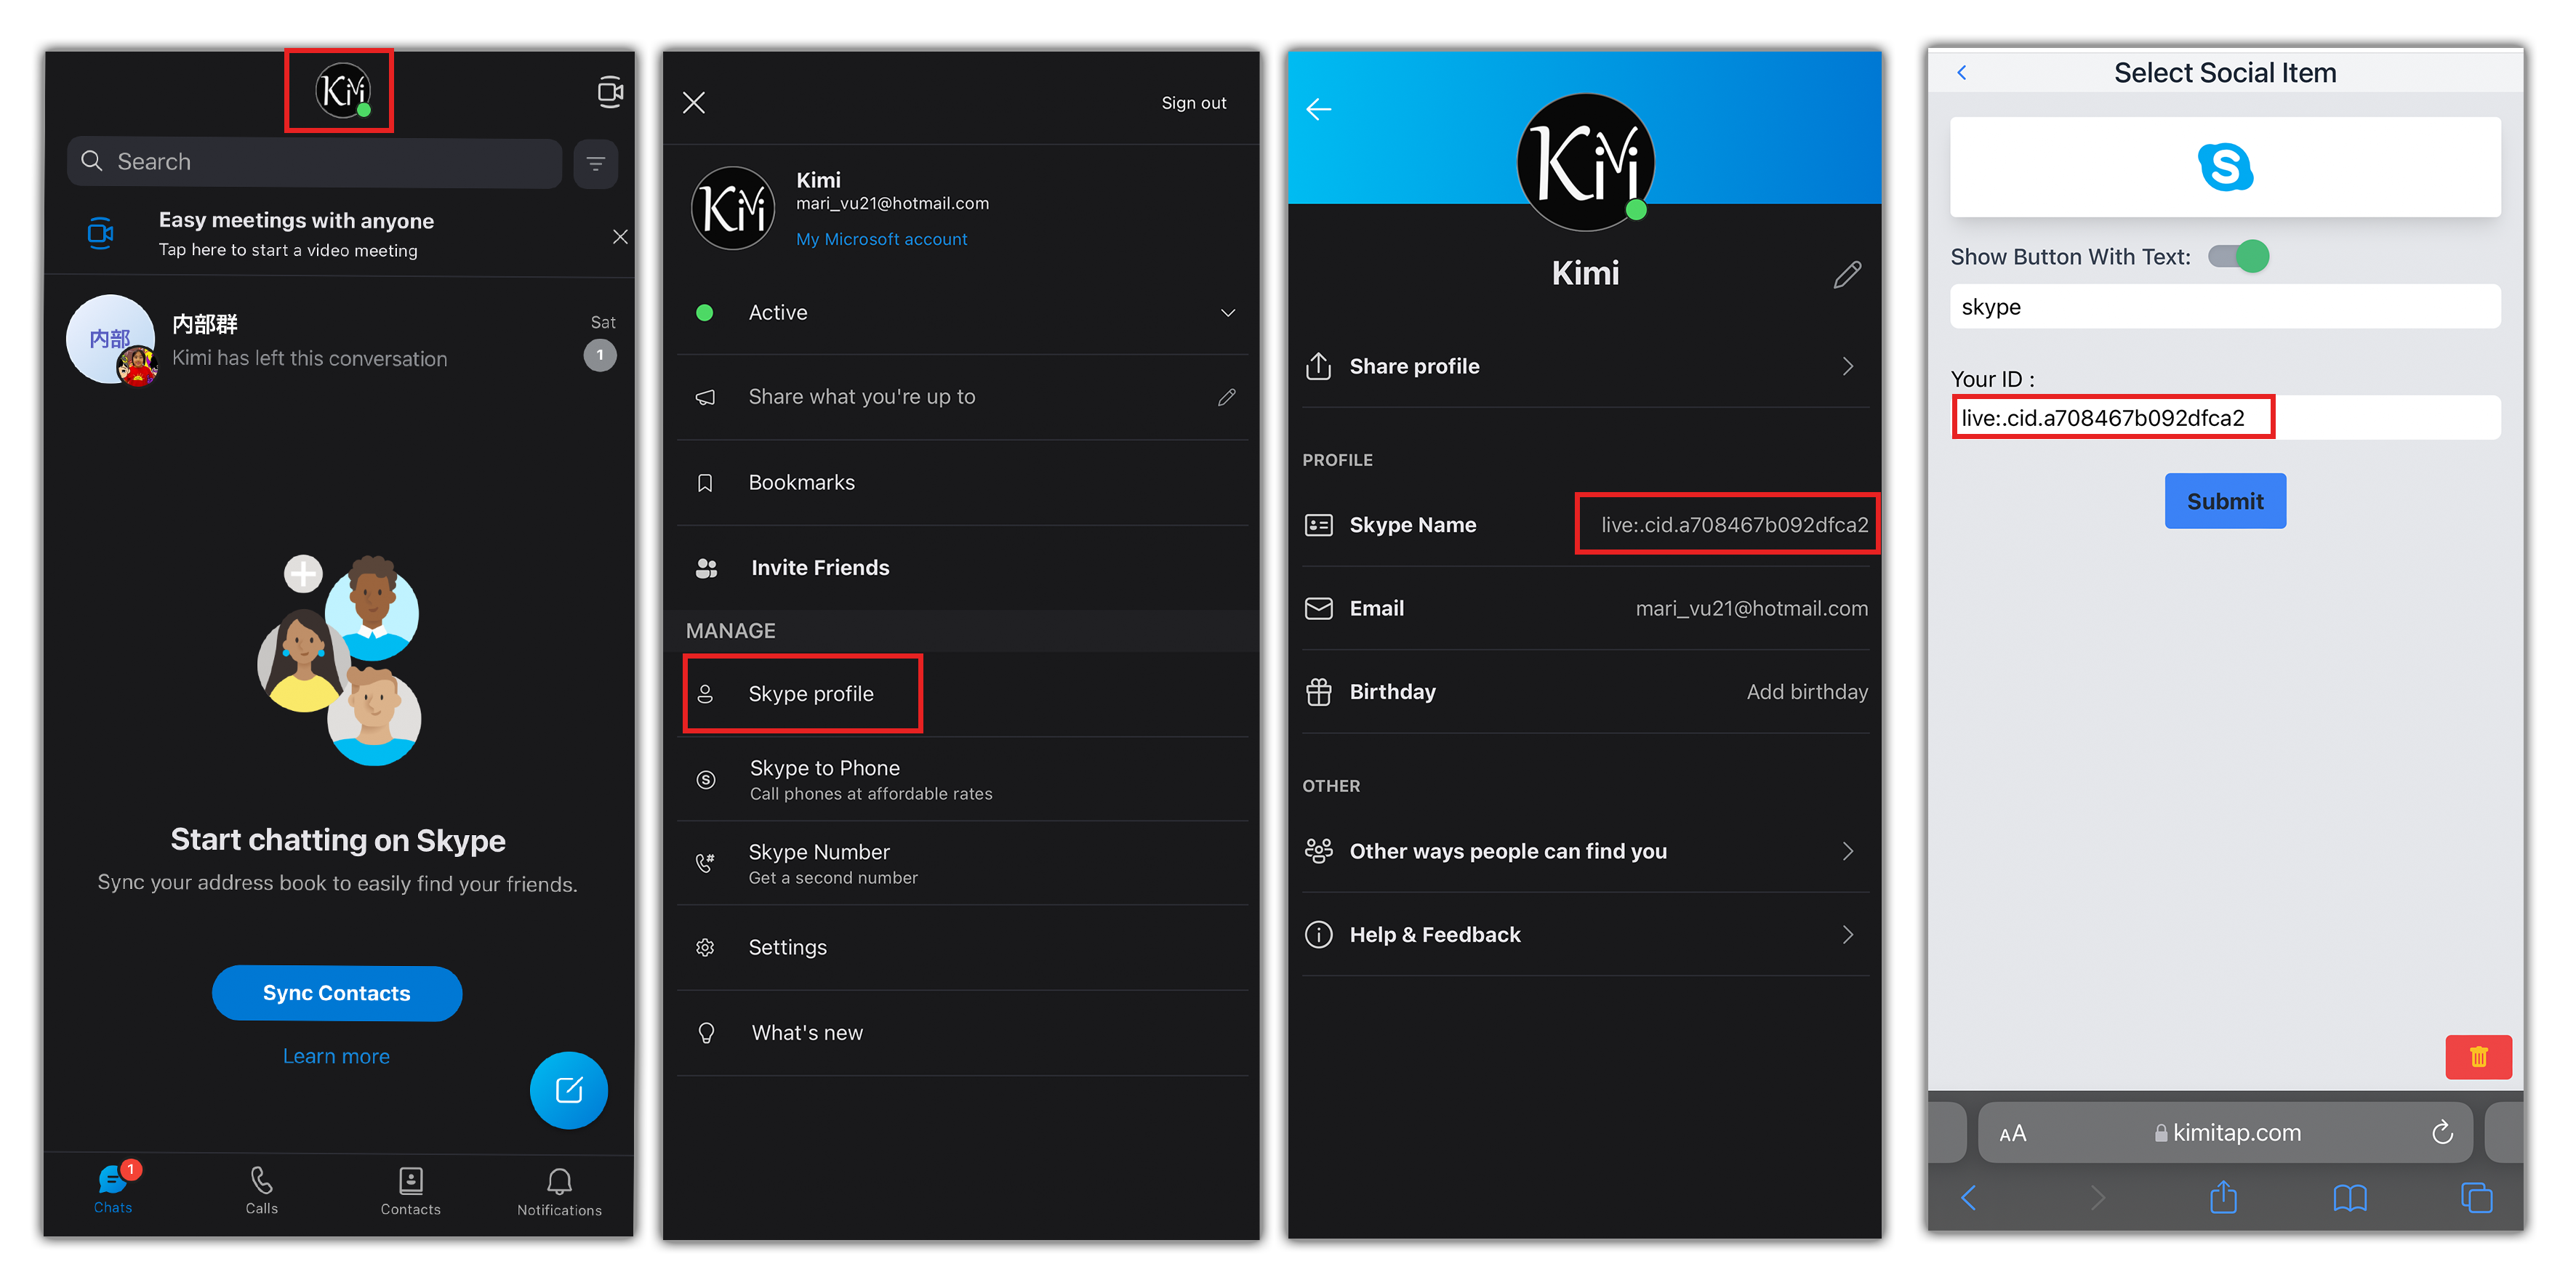 Kimi
Search
Easy meetings with anyone
Tap here to start a video meeting
内部
内部群
Sat
Kimi has left this conversation
1
Start chatting on Skype
Sync your address book to easily find your friends.
Sync Contacts
Learn more
1
Chats
Calls
Contacts
Notifications
Sign out
Kimi
Kimi
mari_vu21@hotmail.com
My Microsoft account
Active
Share what you're up to
Bookmarks
Invite Friends
MANAGE
Skype profile
S
Skype to Phone
Call phones at affordable rates
#
Skype Number
Get a second number
Settings
What's new
Kimi
Kimi
Share profile
PROFILE
Skype Name live:.cid.a708467b092dfca2
Email mari_vu21@hotmail.com
Birthday Add birthday
OTHER
Other ways people can find you
Help & Feedback
Select Social Item
S
Show Button With Text:
skype
Your ID :
live:.cid.a708467b092dfca2
Submit
AA kimitap.com